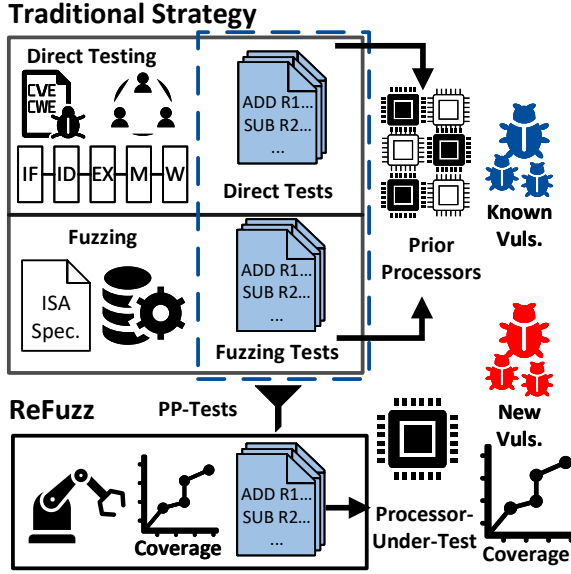 Traditional Strategy
Direct Testing
CVE
CWE
IF
ID
EX
M
W
ADD R1...
SUB R2...
...
Direct Tests
Prior
Processors
Known
Vuls.
Fuzzing
ISA
Spec.
ADD R1...
SUB R2...
...
Fuzzing Tests
New
Vuls.
ReFuzz
PP-Tests
Coverage
ADD R1...
SUB R2...
...
Processor-
Under-Test
Coverage